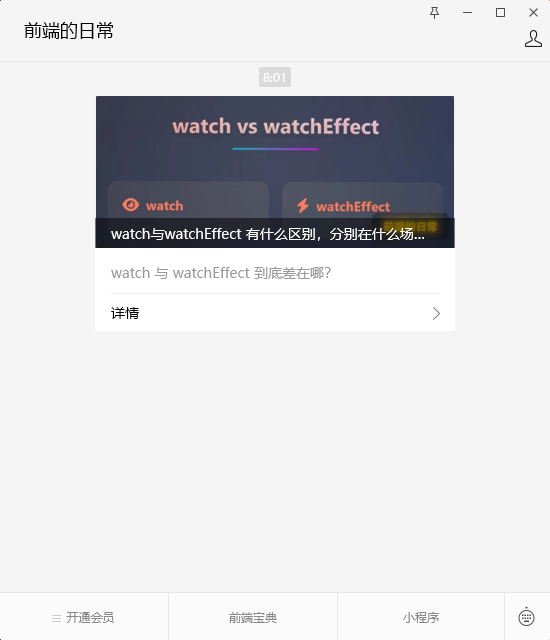 前端的日常
8:01
watch vs watchEffect
watch
watchEffect
前端的日常
watch与watchEffect 有什么区别，分别在什么场...
watch 与 watchEffect 到底差在哪？
详情
开通会员
前端宝典
小程序